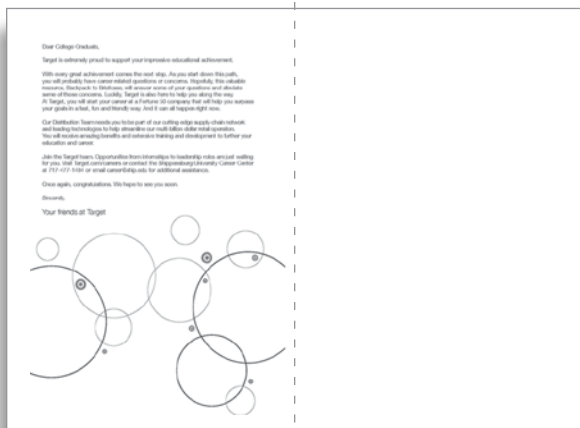 Dear College Graduate,
Target is extremely proud to support your impressive educational achievement.
With every great achievement comes the next step. As you start down this path,
you will probably have career-related questions or concerns. Hopefully, this valuable
resource, Backpack to Briefcase, will answer some of your questions and alleviate
some of those concerns. Luckily, Target is also here to help you along the way.
At Target, you will start your career at a Fortune 50 company that will help you surpass
your goals in a fast, fun and friendly way. And it can all happen right now.
Our Distribution Team needs you to be part of our cutting-edge supply chain network
and leading technologies to help streamline our multi-billion dollar retail operation.
You will receive amazing benefits and extensive training and development to further your
education and career.
Join the Target team. Opportunities from internships to leadership roles are just waiting
for you. Visit Target.com/careers or contact the Shippensburg University Career Center
at or email career@ship.edu for additional assistance.
Once again, congratulations. We hope to see you soon.
Sincerely,
Your friends at Target